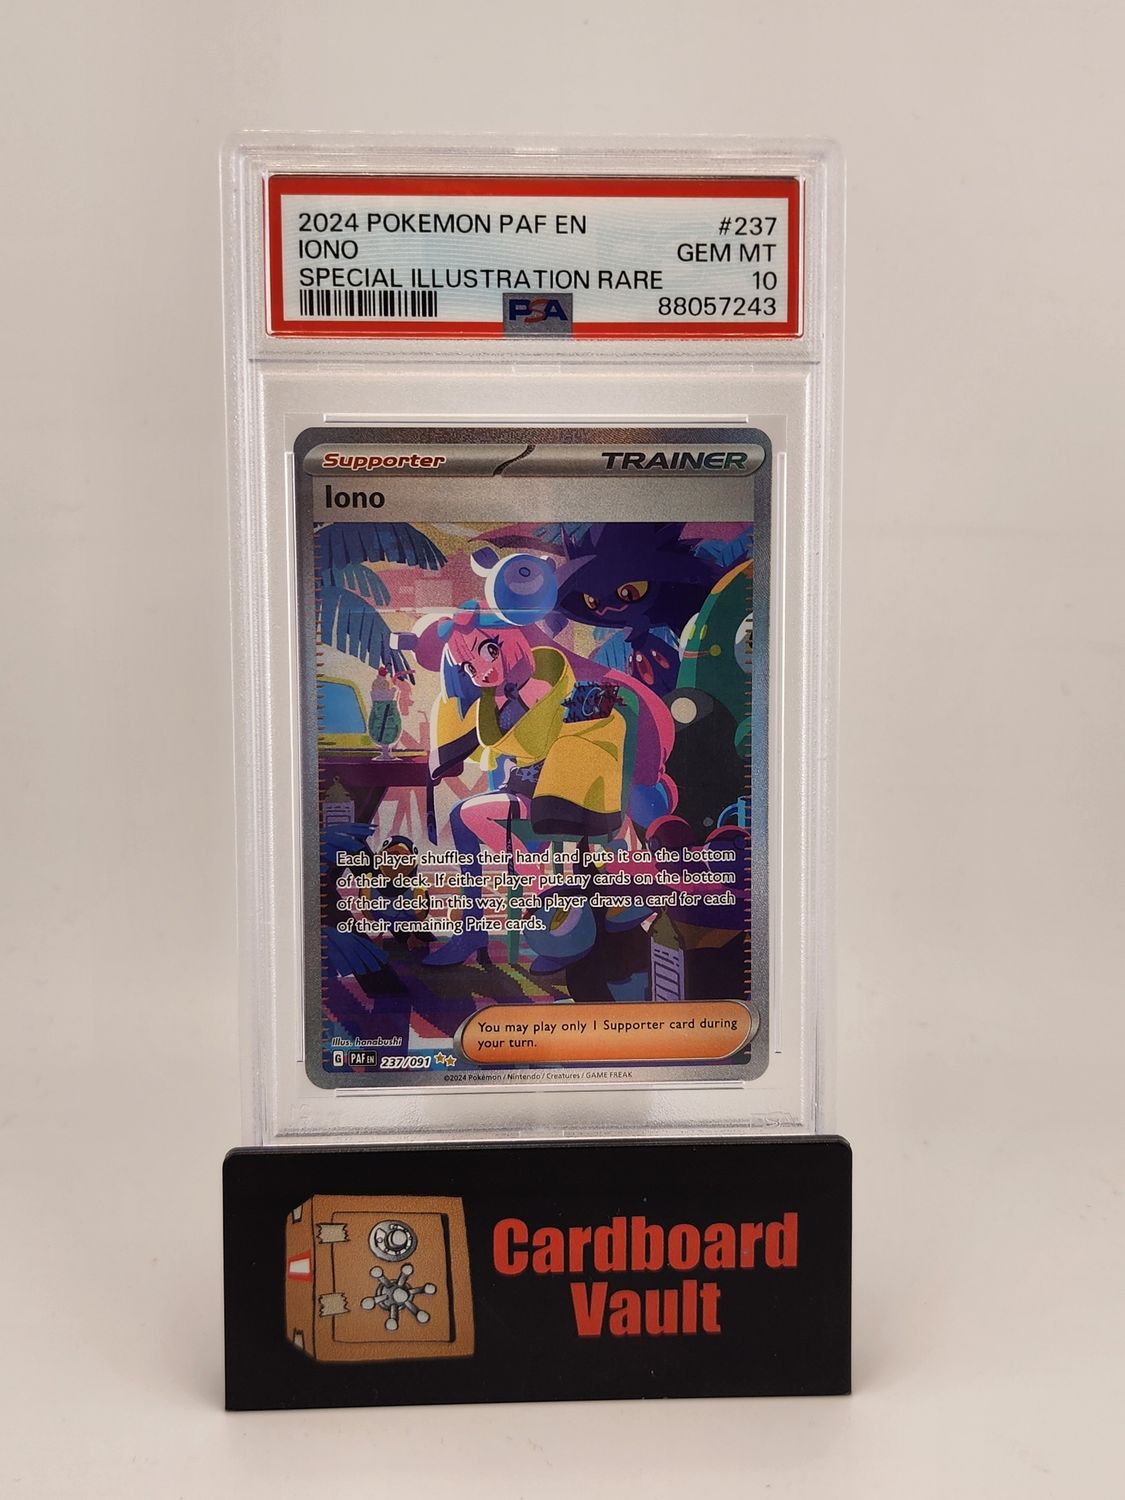 2024 POKEMON PAF EN #237
IONO GEM MT
SPECIAL ILLUSTRATION RARE 10
PSA 88057243
Supporter TRAINER
Iono
Each player shuffles their hand and puts it on the bottom
of their deck. If either player put any cards on the bottom
of their deck in this way, each player draws a card for each
of their remaining Prize cards.
You may play only 1 Supporter card during
your turn.
Illus. hanabushi
G PAF EN 237/091
©2024 Pokémon / Nintendo / Creatures / GAME FREAK
Cardboard
Vault